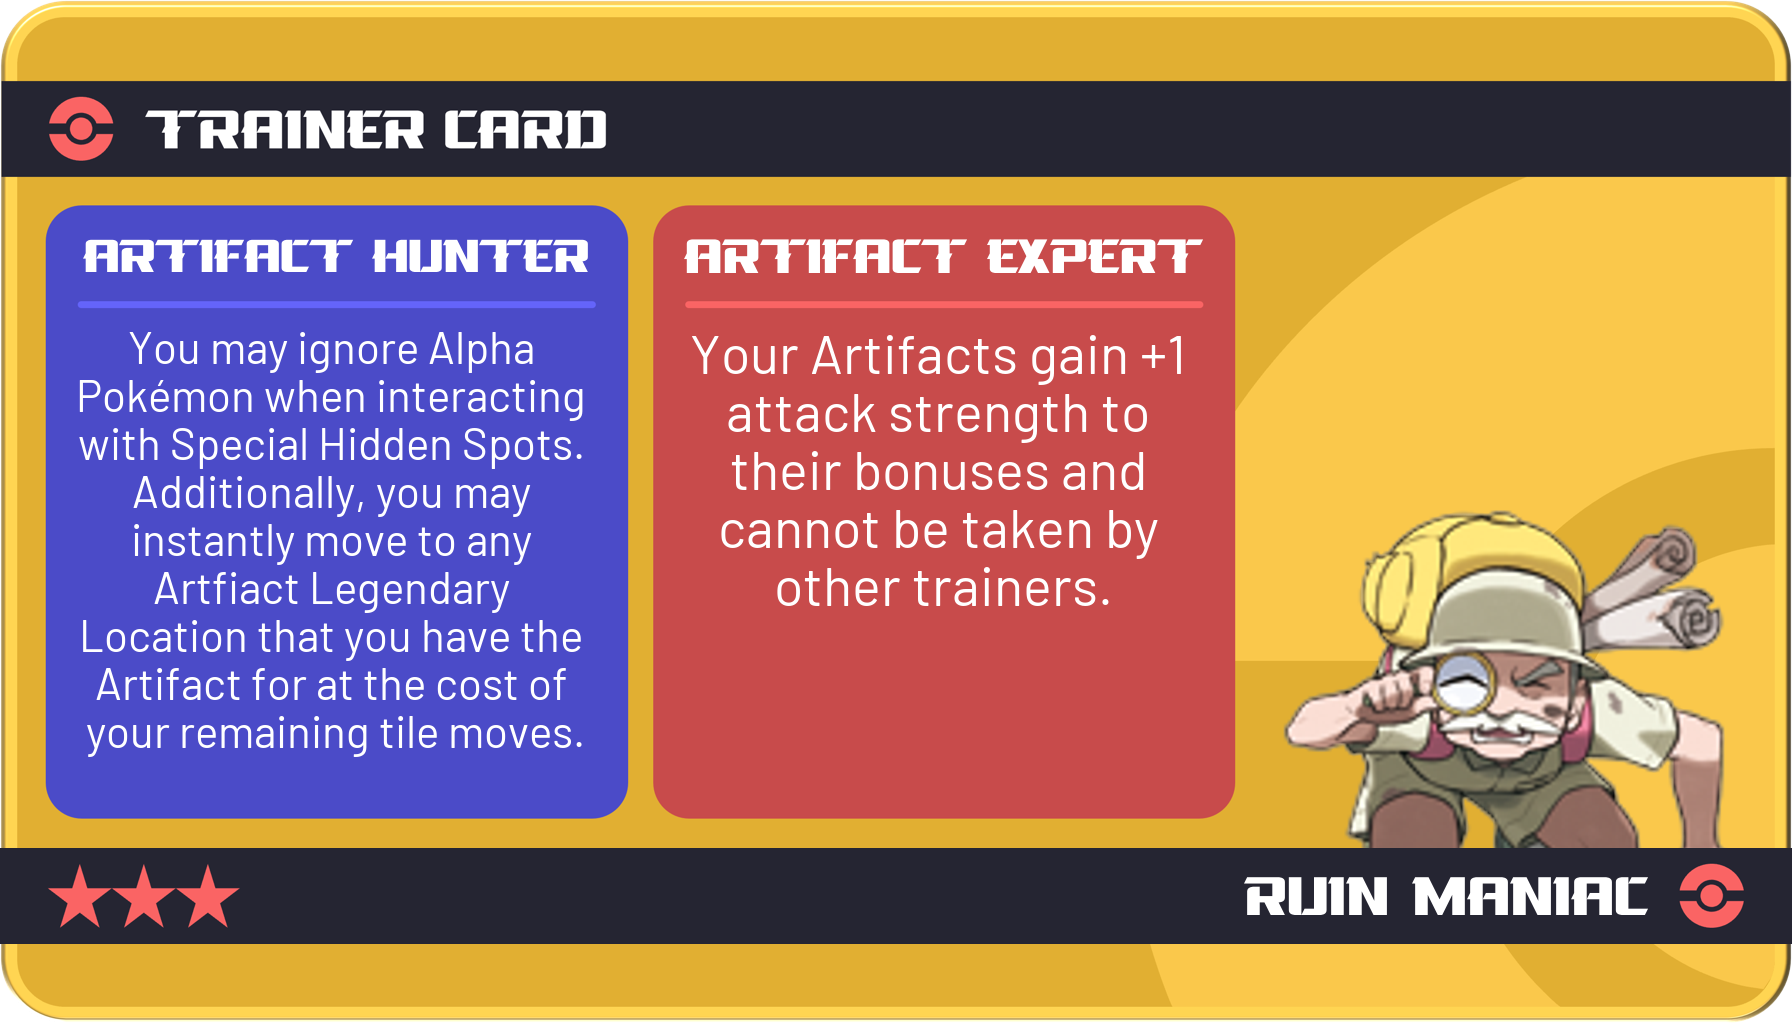 TRAINER CARD
ARTIFACT HUNTER
You may ignore Alpha
Pokémon when interacting
with Special Hidden Spots.
Additionally, you may
instantly move to any
Artfiact Legendary
Location that you have the
Artifact for at the cost of
your remaining tile moves.
ARTIFACT EXPERT
Your Artifacts gain +1
attack strength to
their bonuses and
cannot be taken by
other trainers.
RUIN MANIAC